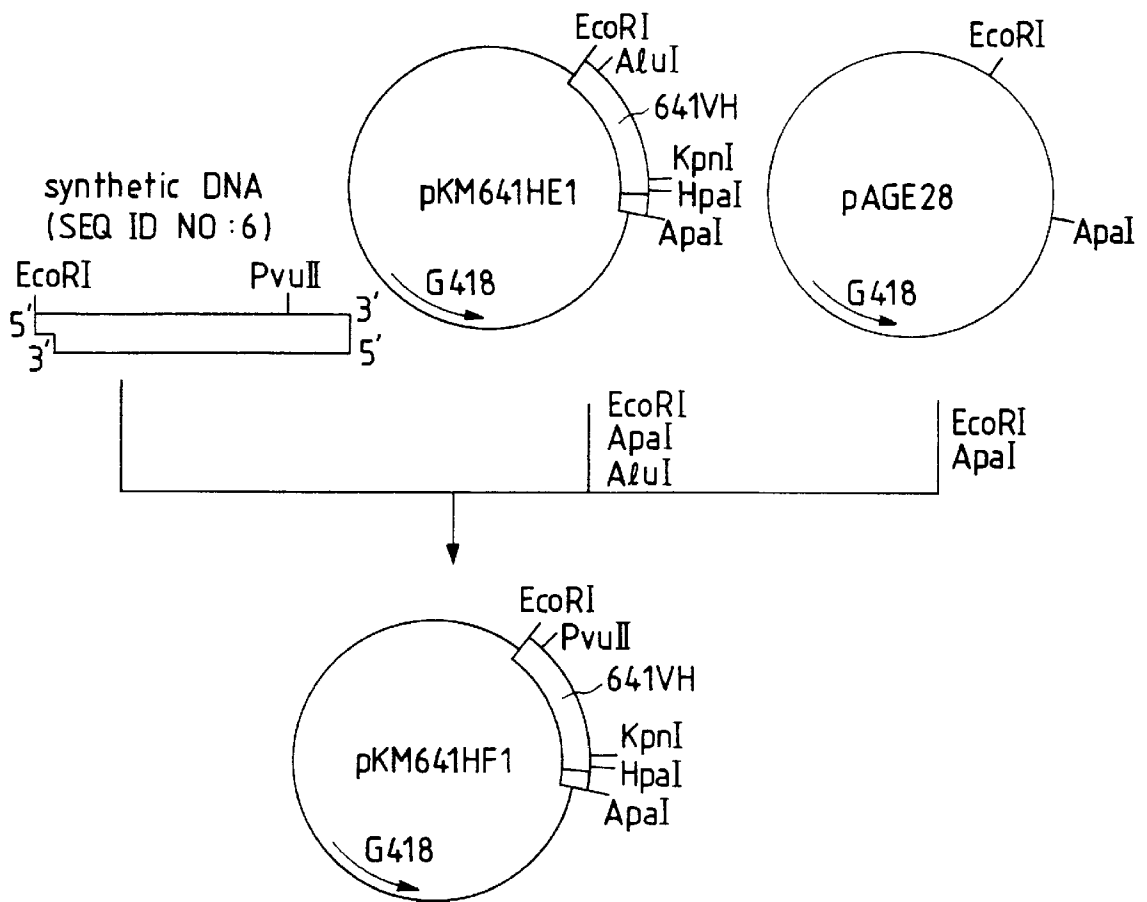 EcoRI
AluI
641VH
KpnI
HpaI
ApaI
pKM641HE1
G418
EcoRI
pAGE28
ApaI
G418
synthetic DNA
(SEQ ID NO:6)
EcoRI
PvuII
5' 3'
3' 5'
EcoRI
ApaI
AluI
EcoRI
ApaI
EcoRI
PvuII
641VH
KpnI
HpaI
ApaI
pKM641HF1
G418